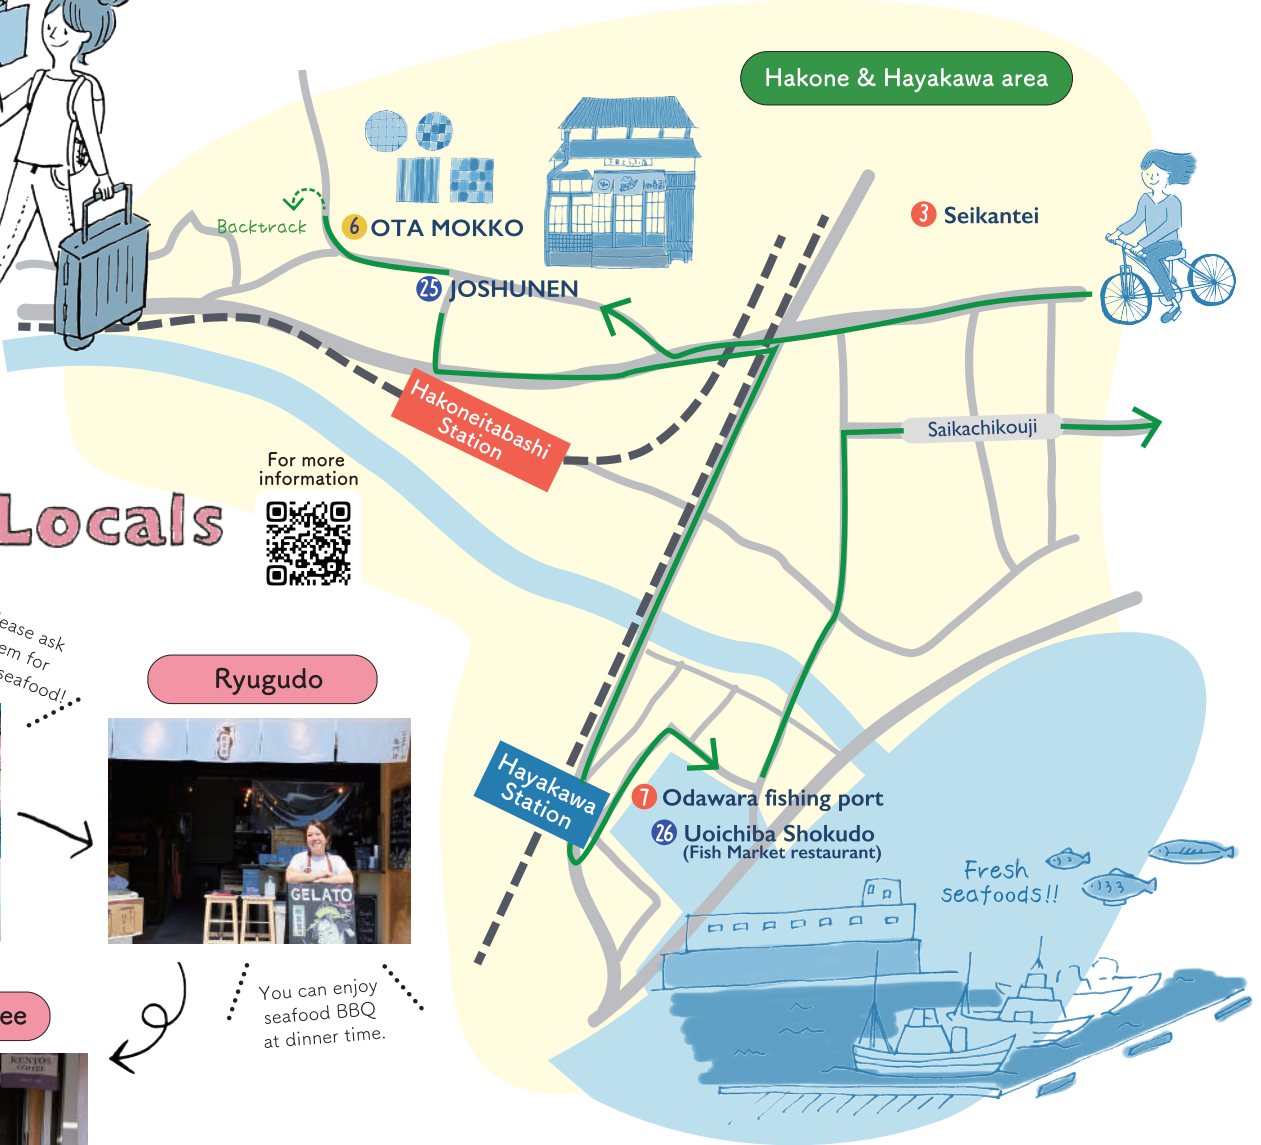 Hakone & Hayakawa area
Backtrack
6 OTA MOKKO
3 Seikantei
25 JOSHUNEN
Hakoneitabashi
Station
Saikachikouji
For more
information
Locals
ease ask
em for
seafood!
Ryugudo
GELATO
Hayakawa
Station
7 Odawara fishing port
26 Uoichiba Shokudo
(Fish Market restaurant)
Fresh
seafoods!!
You can enjoy
seafood BBQ
at dinner time.
ee
KENTOS
COFFEE